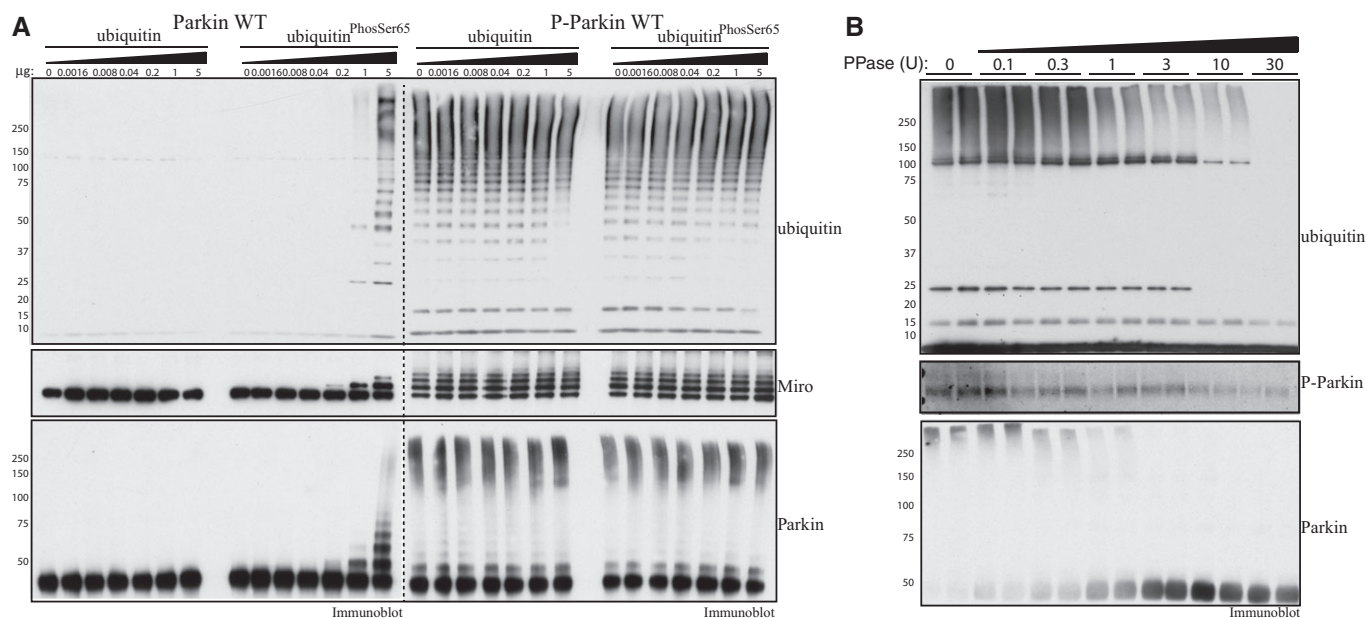 A
Parkin WT
P-Parkin WT
ubiquitin
ubiquitin^PhosSer65
ubiquitin
ubiquitin^PhosSer65
µg:
0 0.0016 0.008 0.04 0.2 1 5
0 0.0016 0.008 0.04 0.2 1 5
0 0.0016 0.008 0.04 0.2 1 5
0 0.0016 0.008 0.04 0.2 1 5
250
150
100
75
50
37
25
20
15
10
ubiquitin
Miro
250
150
100
75
50
Parkin
Immunoblot
Immunoblot
B
PPase (U): 0 0.1 0.3 1 3 10 30
250
150
100
75
50
37
25
20
15
10
ubiquitin
P-Parkin
250
150
100
75
50
Parkin
Immunoblot